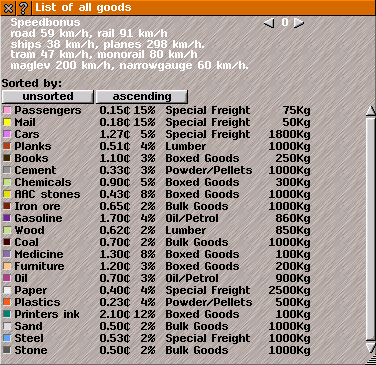 List of all goods
Speedbonus 0
road 59 km/h, rail 91 km/h
ships 38 km/h, planes 298 km/h.
tram 47 km/h, monorail 80 km/h
maglev 200 km/h, narrowgauge 60 km/h.
Sorted by:
unsorted ascending
Passengers 0.15¢ 15% Special Freight 75Kg
Mail 0.18¢ 15% Special Freight 50Kg
Cars 1.27¢ 5% Special Freight 1800Kg
Planks 0.51¢ 4% Lumber 1000Kg
Books 1.10¢ 3% Boxed Goods 250Kg
Cement 0.33¢ 3% Powder/Pellets 1000Kg
Chemicals 0.90¢ 5% Boxed Goods 300Kg
AAC stones 0.43¢ 8% Boxed Goods 1000Kg
Iron ore 0.65¢ 2% Bulk Goods 1000Kg
Gasoline 1.70¢ 4% Oil/Petrol 860Kg
Wood 0.62¢ 2% Lumber 850Kg
Coal 0.70¢ 2% Bulk Goods 1000Kg
Medicine 1.30¢ 8% Boxed Goods 100Kg
Furniture 1.20¢ 3% Boxed Goods 200Kg
Oil 0.70¢ 3% Oil/Petrol 900Kg
Paper 0.40¢ 4% Special Freight 2500Kg
Plastics 0.23¢ 4% Powder/Pellets 500Kg
Printers ink 2.10¢ 12% Boxed Goods 100Kg
Sand 0.50¢ 2% Bulk Goods 1000Kg
Steel 0.53¢ 2% Special Freight 1000Kg
Stone 0.50¢ 2% Bulk Goods 1000Kg